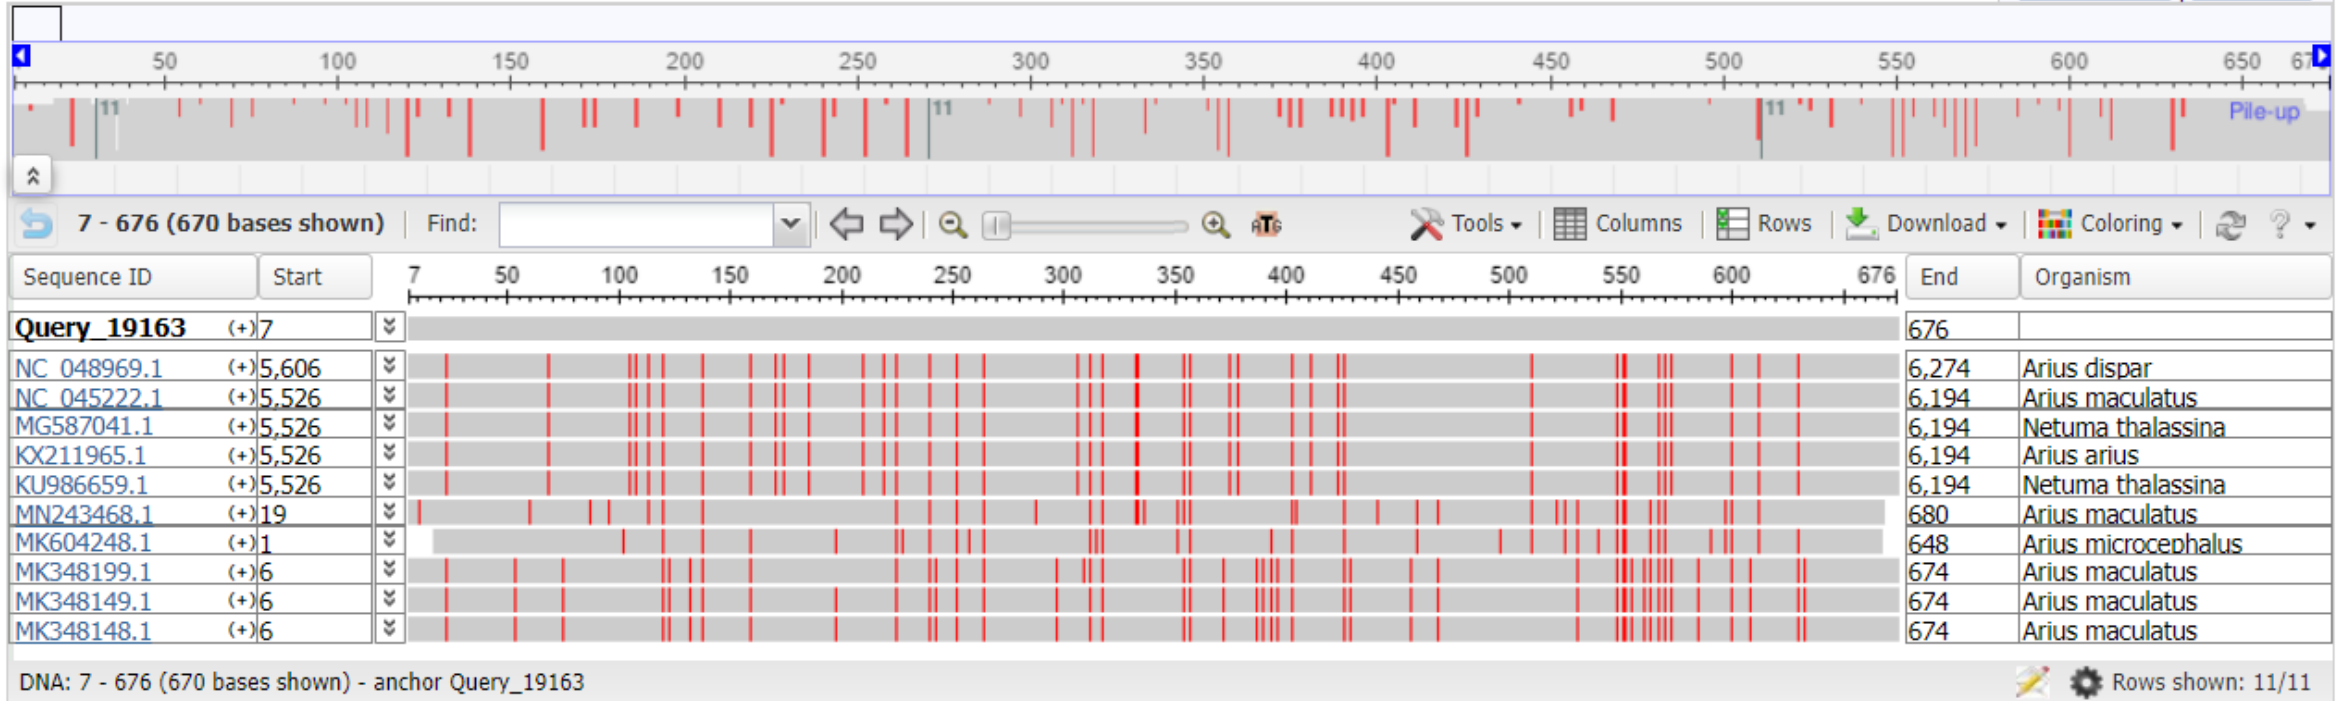 50 100 150 200 250 300 350 400 450 500 550 600 650 67
11 11 11 Pile-up
7 - 676 (670 bases shown) Find: ATG Tools Columns Rows Download Coloring ?
Sequence ID Start 7 50 100 150 200 250 300 350 400 450 500 550 600 676 End Organism
Query_19163 (+) 7 676
NC_048969.1 (+) 5,606 6,274 Arius dispar
NC_045222.1 (+) 5,526 6,194 Arius maculatus
MG587041.1 (+) 5,526 6,194 Netuma thalassina
KX211965.1 (+) 5,526 6,194 Arius arius
KU986659.1 (+) 5,526 6,194 Netuma thalassina
MN243468.1 (+) 19 680 Arius maculatus
MK604248.1 (+) 1 648 Arius microcephalus
MK348199.1 (+) 6 674 Arius maculatus
MK348149.1 (+) 6 674 Arius maculatus
MK348148.1 (+) 6 674 Arius maculatus
DNA: 7 - 676 (670 bases shown) - anchor Query_19163 Rows shown: 11/11